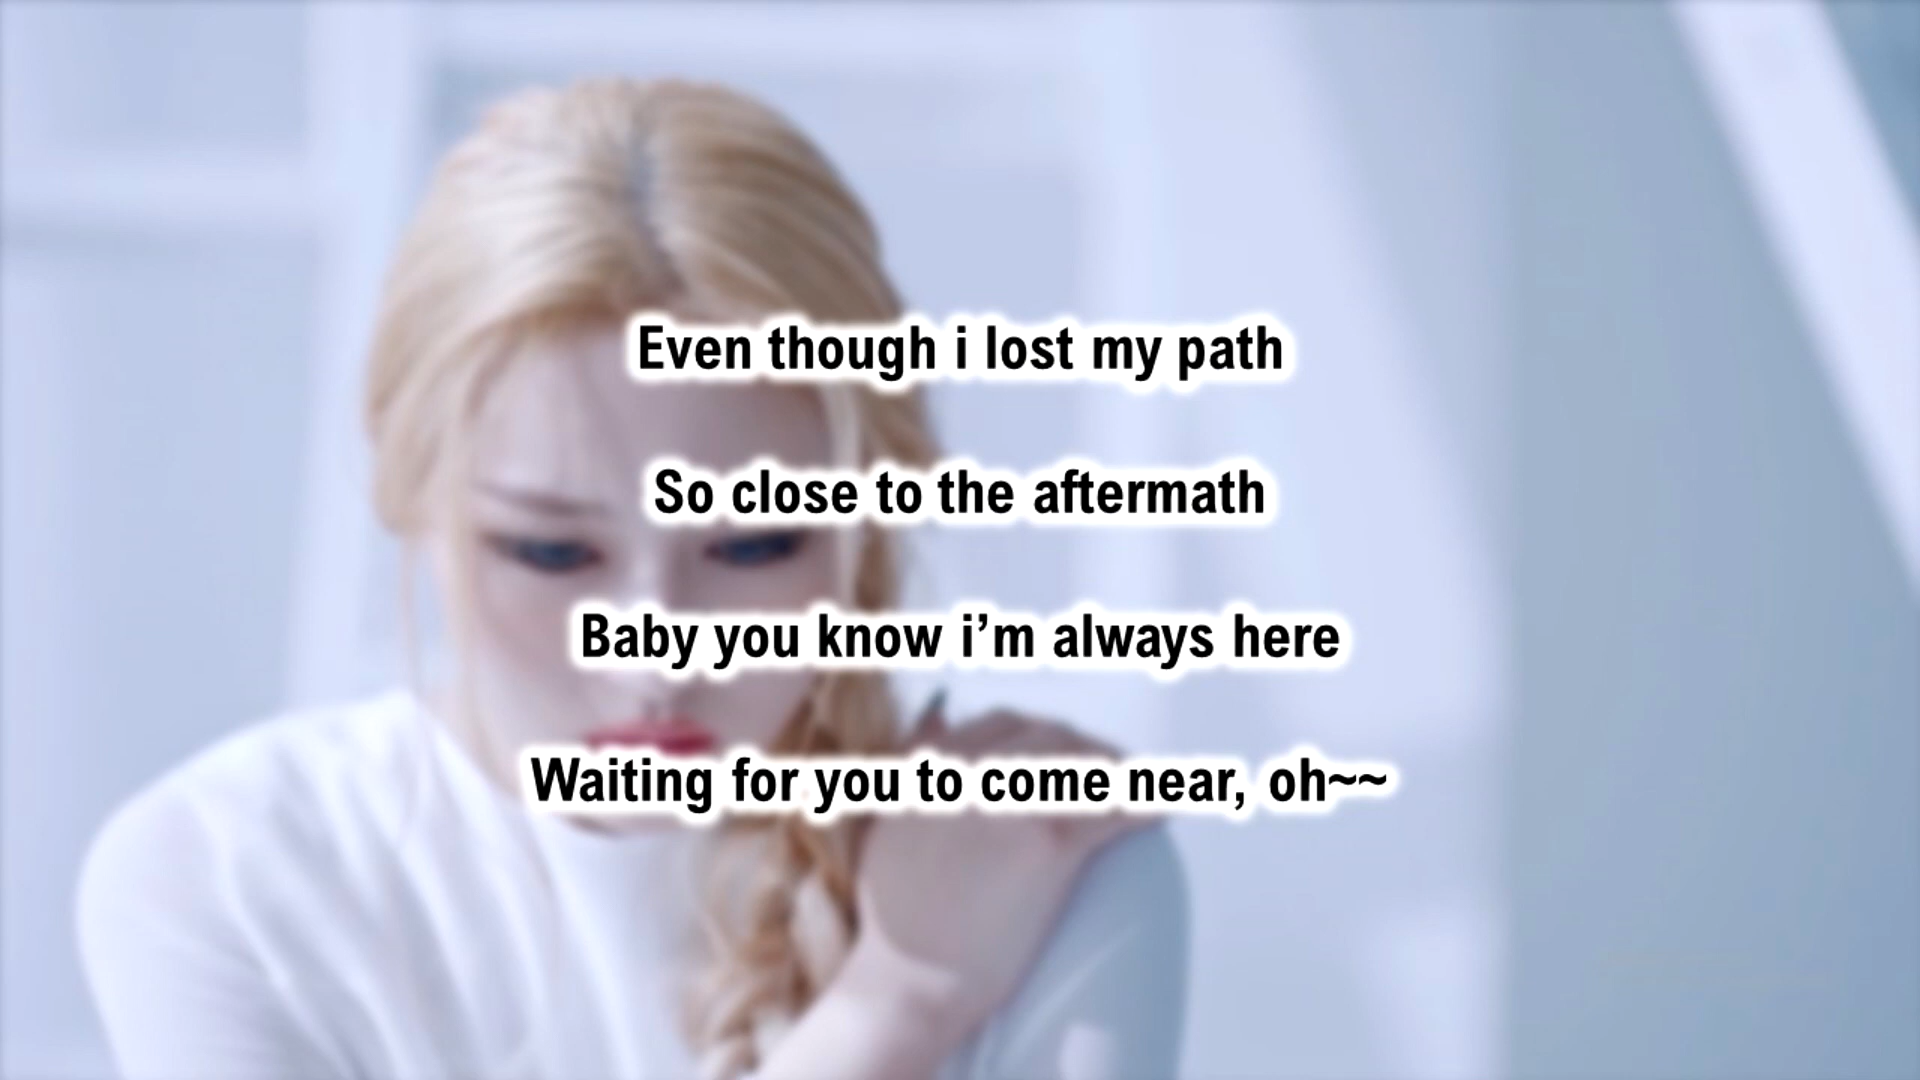 Even though i lost my path
So close to the aftermath
Baby you know i’m always here
Waiting for you to come near, oh~~